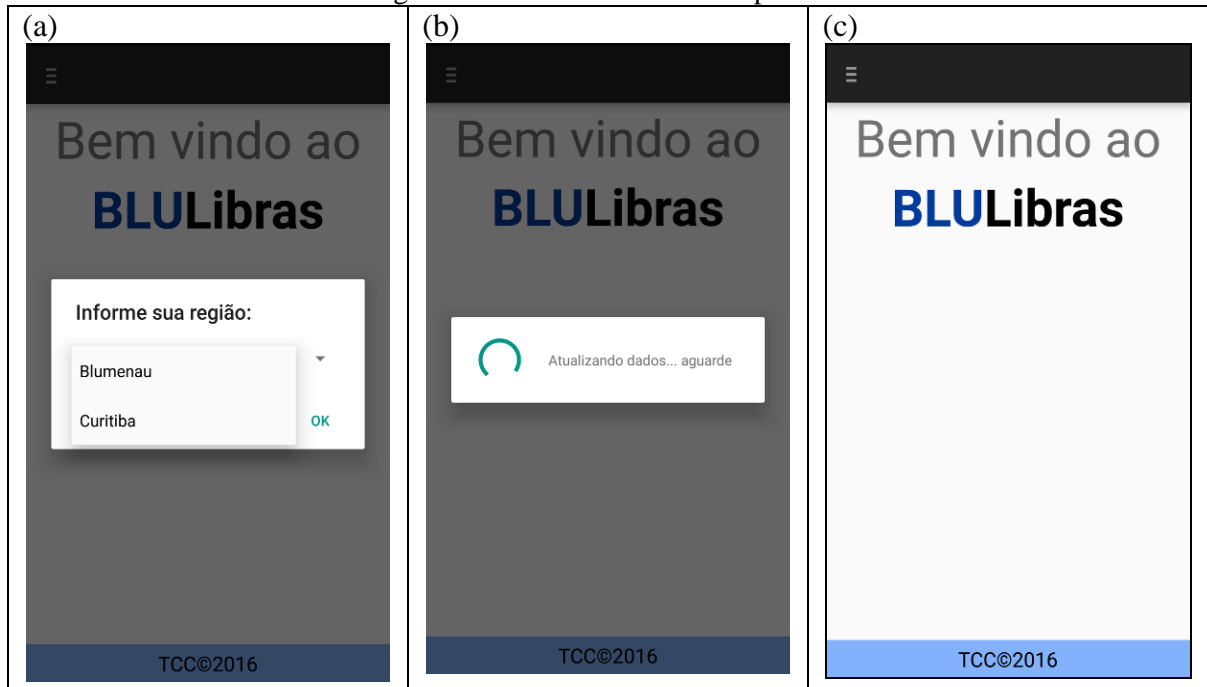 (a)
Bem vindo ao
BLULibras
Informe sua região:
Blumenau
Curitiba
OK
TCC©2016
(b)
Bem vindo ao
BLULibras
Atualizando dados... aguarde
TCC©2016
(c)
Bem vindo ao
BLULibras
TCC©2016